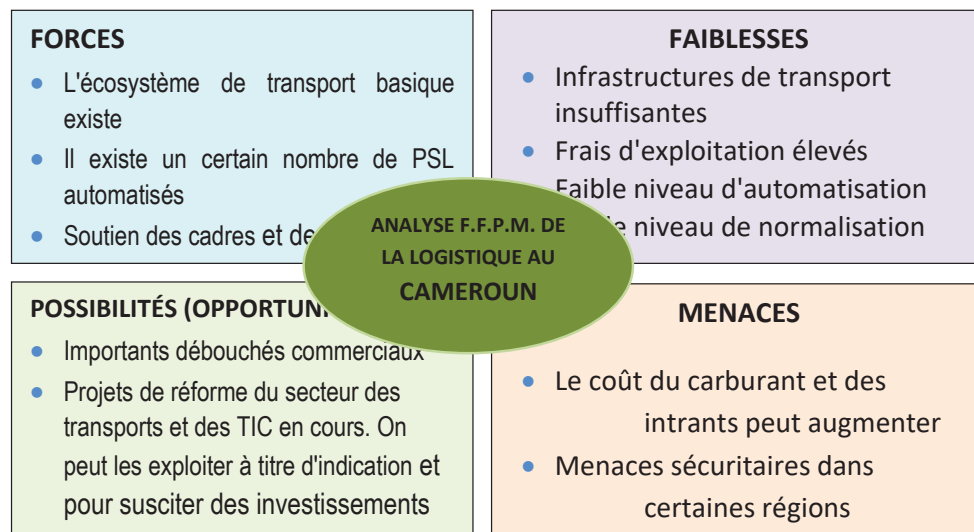 FORCES
L'écosystème de transport basique
existe
Il existe un certain nombre de PSL
automatisés
Soutien des cadres et de
FAIBLESSES
Infrastructures de transport
insuffisantes
Frais d'exploitation élevés
Faible niveau d'automatisation
niveau de normalisation
ANALYSE F.F.P.M. DE
LA LOGISTIQUE AU
CAMEROUN
POSSIBILITÉS
Importants débouchés commerciaux
Projets de réforme du secteur des
transports et des TIC en cours. On
peut les exploiter à titre d'indication et
pour susciter des investissements
MENACES
Le coût du carburant et des
intrants peut augmenter
Menaces sécuritaires dans
certaines régions